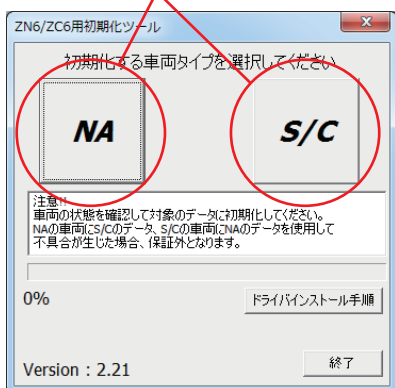 ZN6/ZC6用初期化ツール
初期化する車両タイプを選択してください
NA
S/C
注意!!
車両の状態を確認して対象のデータに初期化してください。
NAの車両にS/Cのデータ、S/Cの車両にNAのデータを使用して
不具合が生じた場合、保証外となります。
0%
ドライバインストール手順
Version : 2.21
終了